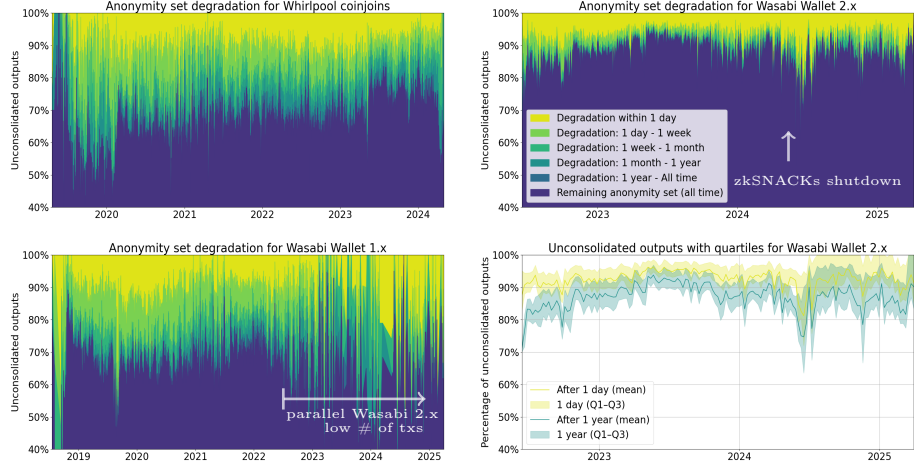 Anonymity set degradation for Whirlpool coinjoins
Unconsolidated outputs
100%
90%
80%
70%
60%
50%
40%
2020
2021
2022
2023
2024
Anonymity set degradation for Wasabi Wallet 2.x
Unconsolidated outputs
100%
90%
80%
70%
60%
50%
40%
Degradation within 1 day
Degradation: 1 day - 1 week
Degradation: 1 week - 1 month
Degradation: 1 month - 1 year
Degradation: 1 year - All time
Remaining anonymity set (all time)
zkSNACKs shutdown
2023
2024
2025
Anonymity set degradation for Wasabi Wallet 1.x
Unconsolidated outputs
100%
90%
80%
70%
60%
50%
40%
parallel Wasabi 2.x
low # of txs
2019
2020
2021
2022
2023
2024
2025
Unconsolidated outputs with quartiles for Wasabi Wallet 2.x
Percentage of unconsolidated outputs
100%
90%
80%
70%
60%
50%
40%
After 1 day (mean)
1 day (Q1–Q3)
After 1 year (mean)
1 year (Q1–Q3)
2023
2024
2025